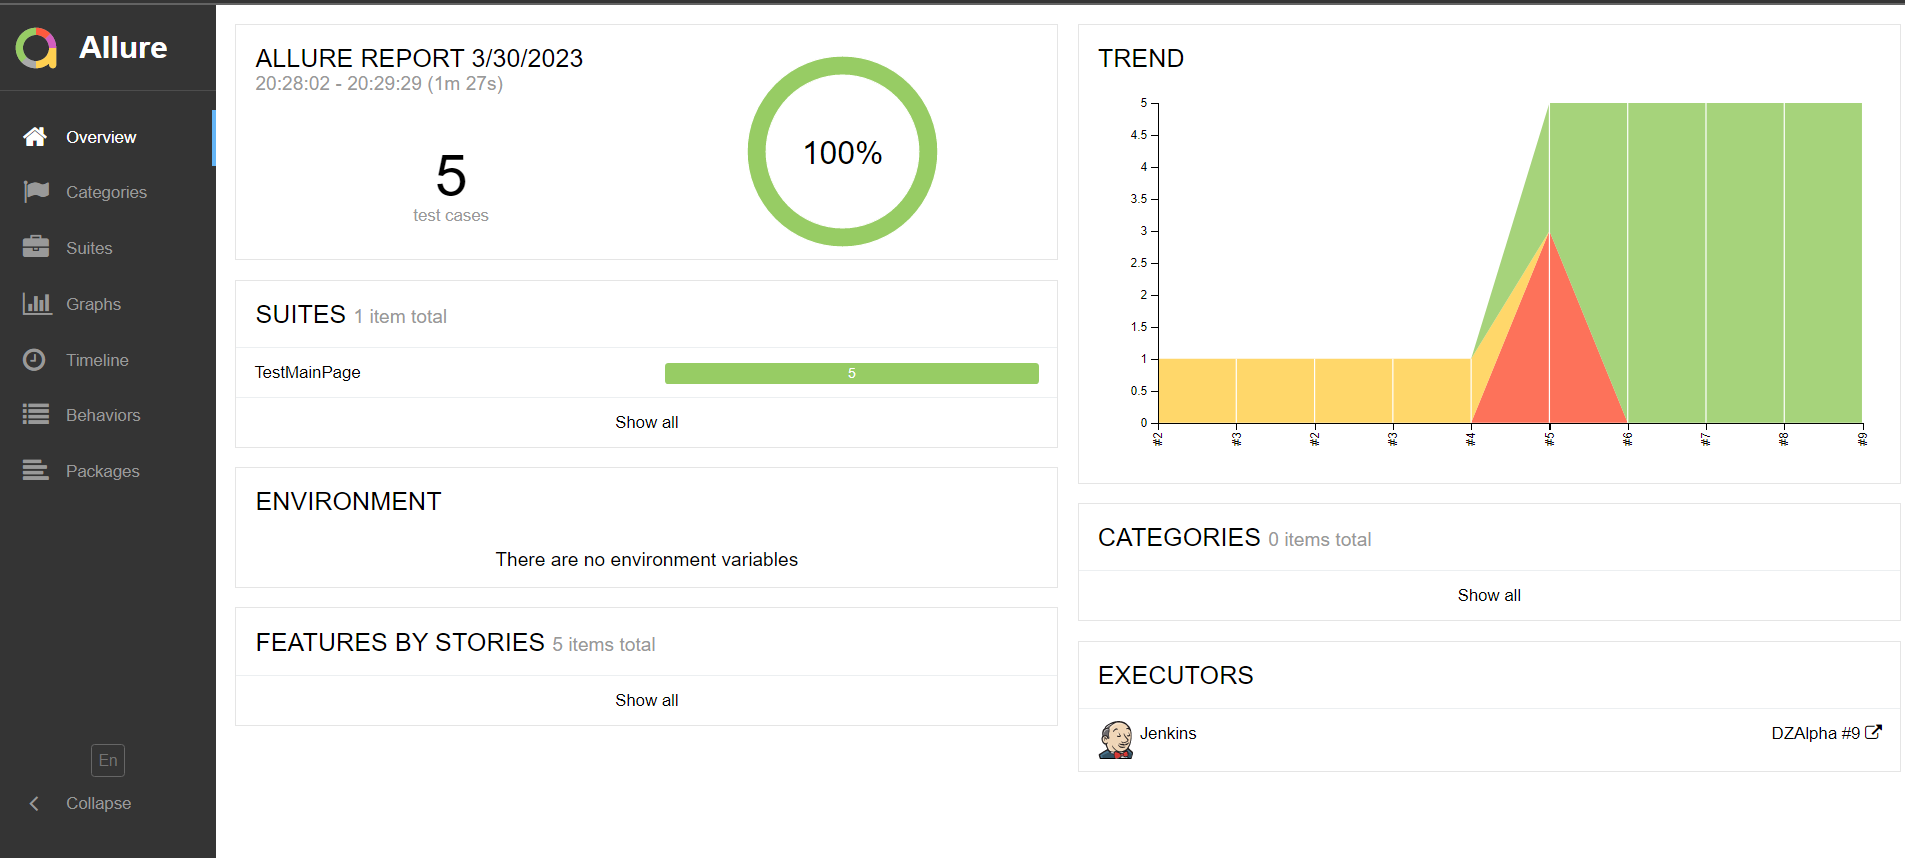 Allure
Overview
Categories
Suites
Graphs
Timeline
Behaviors
Packages
En
Collapse
ALLURE REPORT 3/30/2023
20:28:02 - 20:29:29 (1m 27s)
5
test cases
100%
SUITES 1 item total
TestMainPage 5
Show all
ENVIRONMENT
There are no environment variables
FEATURES BY STORIES 5 items total
Show all
TREND
5
4.5
4
3.5
3
2.5
2
1.5
1
0.5
0
#2 #3 #2 #3 #4 #5 #6 #7 #8 #9
CATEGORIES 0 items total
Show all
EXECUTORS
Jenkins DZAlpha #9